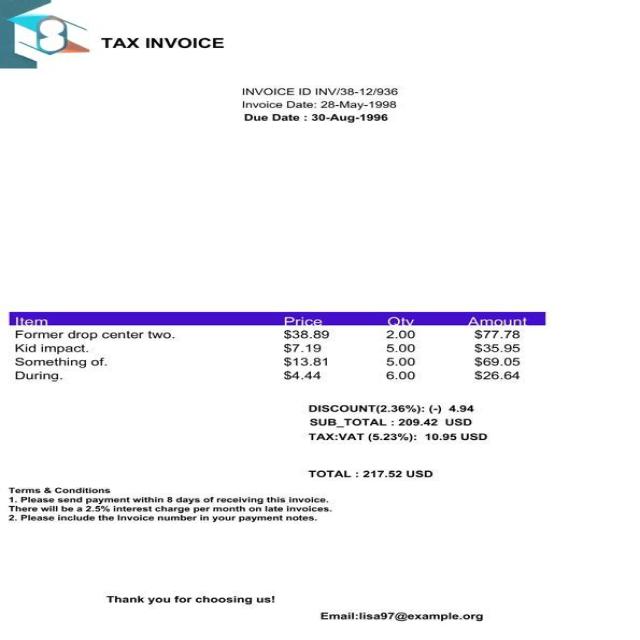 8
TAX INVOICE
INVOICE ID INV/38-12/936
Invoice Date: 28-May-1998
Due Date : 30-Aug-1996
Item Price Qty Amount
Former drop center two. $38.89 2.00 $77.78
Kid impact. $7.19 5.00 $35.95
Something of. $13.81 5.00 $69.05
During. $4.44 6.00 $26.64
DISCOUNT(2.36%): (-) 4.94
SUB_TOTAL : 209.42 USD
TAX:VAT (5.23%): 10.95 USD
TOTAL : 217.52 USD
Terms & Conditions
1. Please send payment within 8 days of receiving this invoice.
There will be a 2.5% interest charge per month on late invoices.
2. Please include the Invoice number in your payment notes.
Thank you for choosing us!
Email:lisa97@example.org